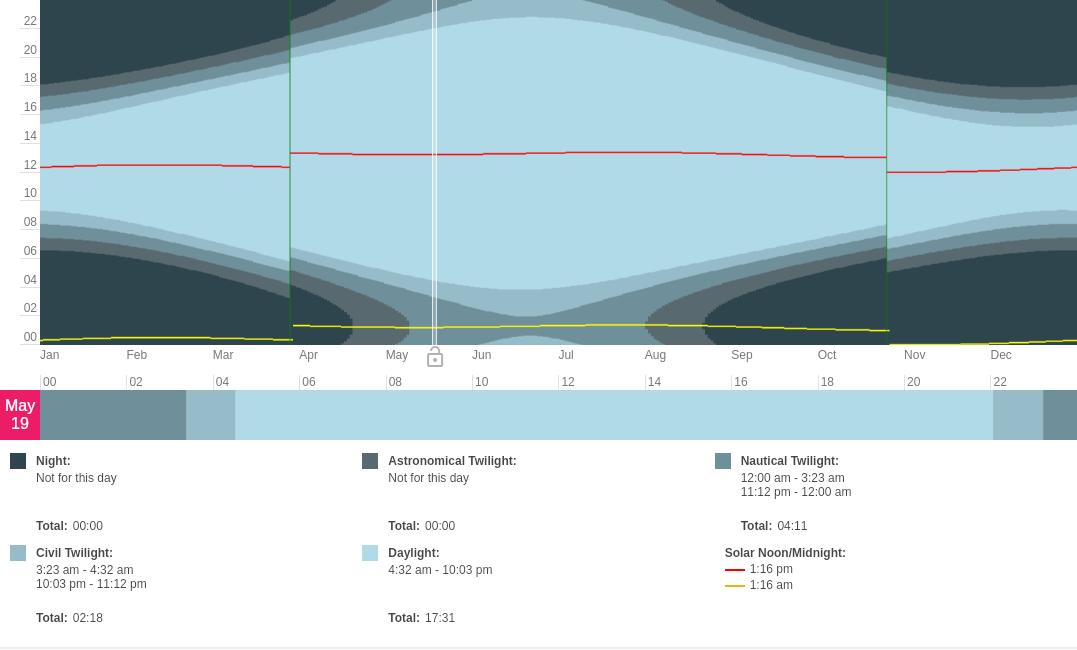 22
20
18
16
14
12
10
08
06
04
02
00
Jan Feb Mar Apr May Jun Jul Aug Sep Oct Nov Dec
00 02 04 06 08 10 12 14 16 18 20 22
May
19
Night:
Not for this day
Total: 00:00
Astronomical Twilight:
Not for this day
Total: 00:00
Nautical Twilight:
12:00 am - 3:23 am
11:12 pm - 12:00 am
Total: 04:11
Civil Twilight:
3:23 am - 4:32 am
10:03 pm - 11:12 pm
Total: 02:18
Daylight:
4:32 am - 10:03 pm
Total: 17:31
Solar Noon/Midnight:
1:16 pm
1:16 am